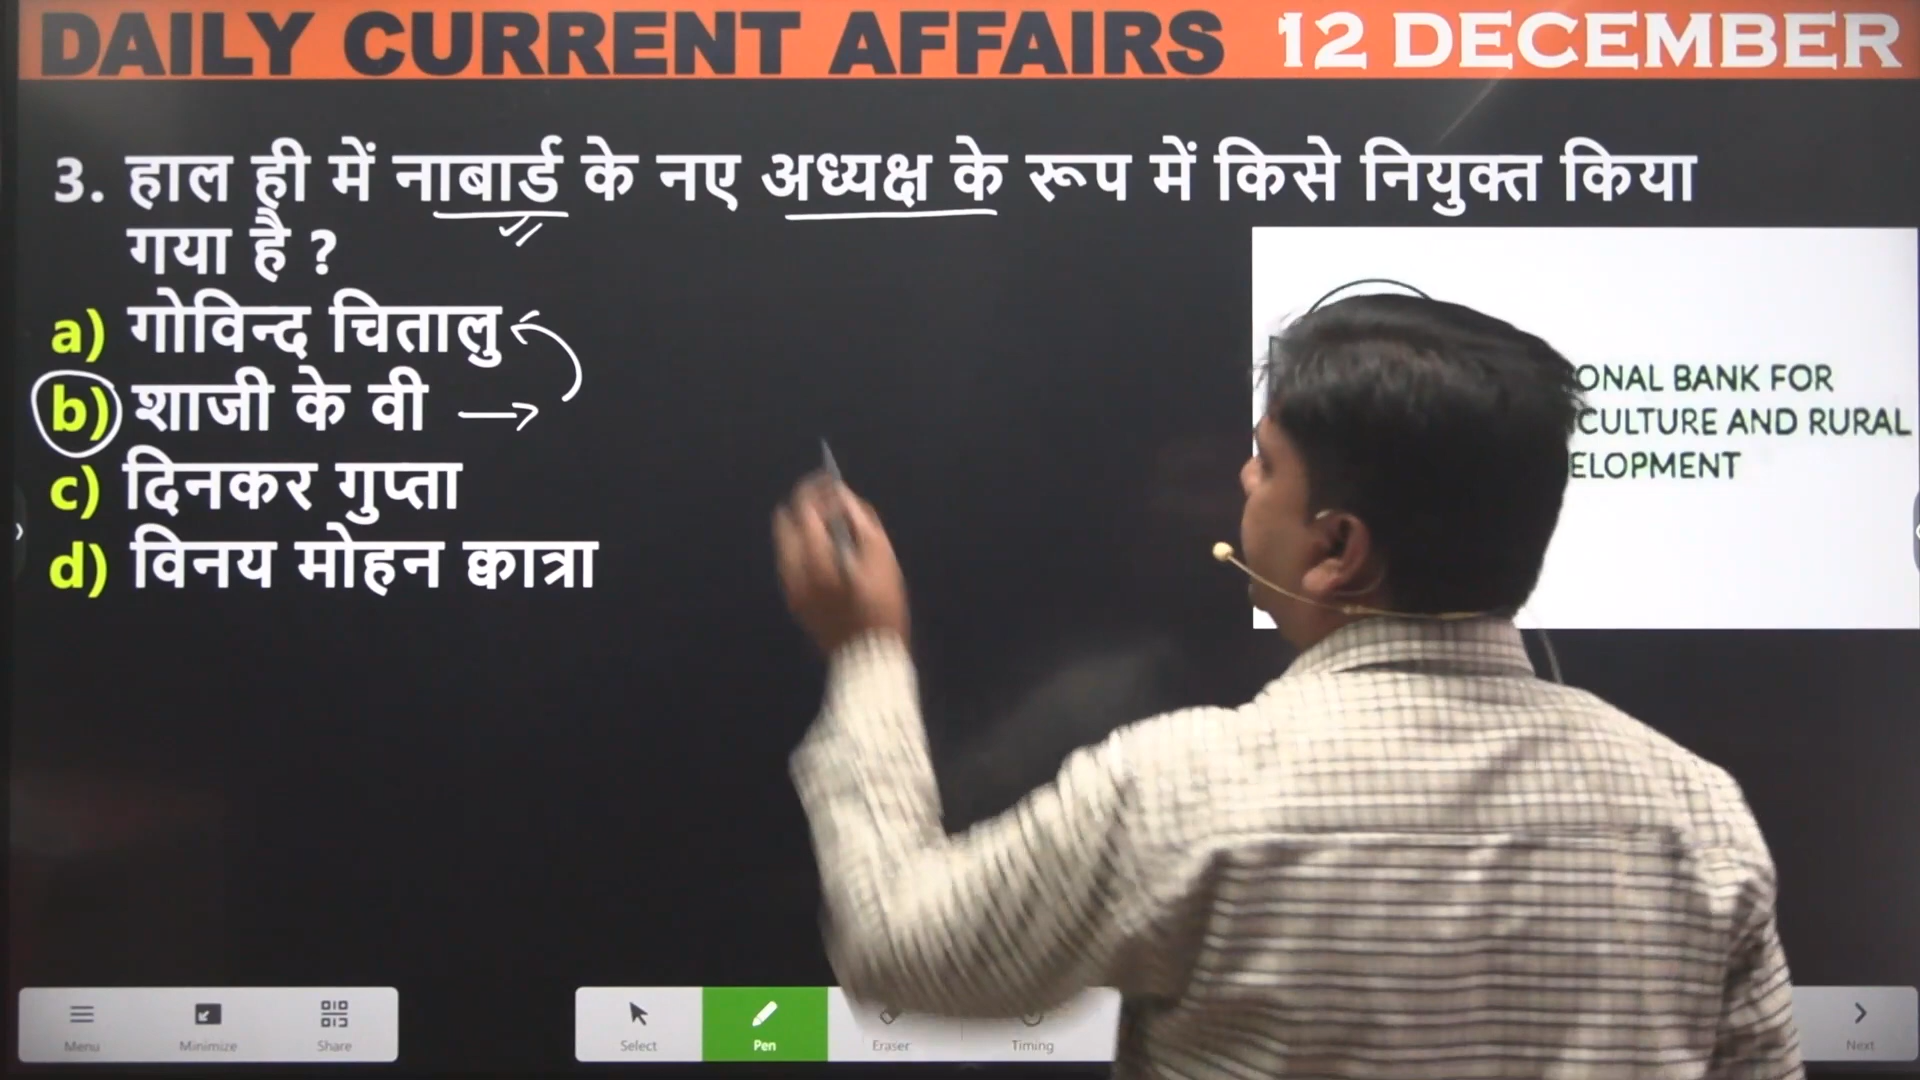 DAILY CURRENT AFFAIRS 12 DECEMBER
3. हाल ही में नाबार्ड के नए अध्यक्ष के रूप में किसे नियुक्त किया
गया है ?
a) गोविन्द चितालु
b) शाजी के वी
c) दिनकर गुप्ता
d) विनय मोहन क्वात्रा
ONAL BANK FOR
CULTURE AND RURAL
ELOPMENT
Menu Minimize Share Select Pen Eraser Timing Next